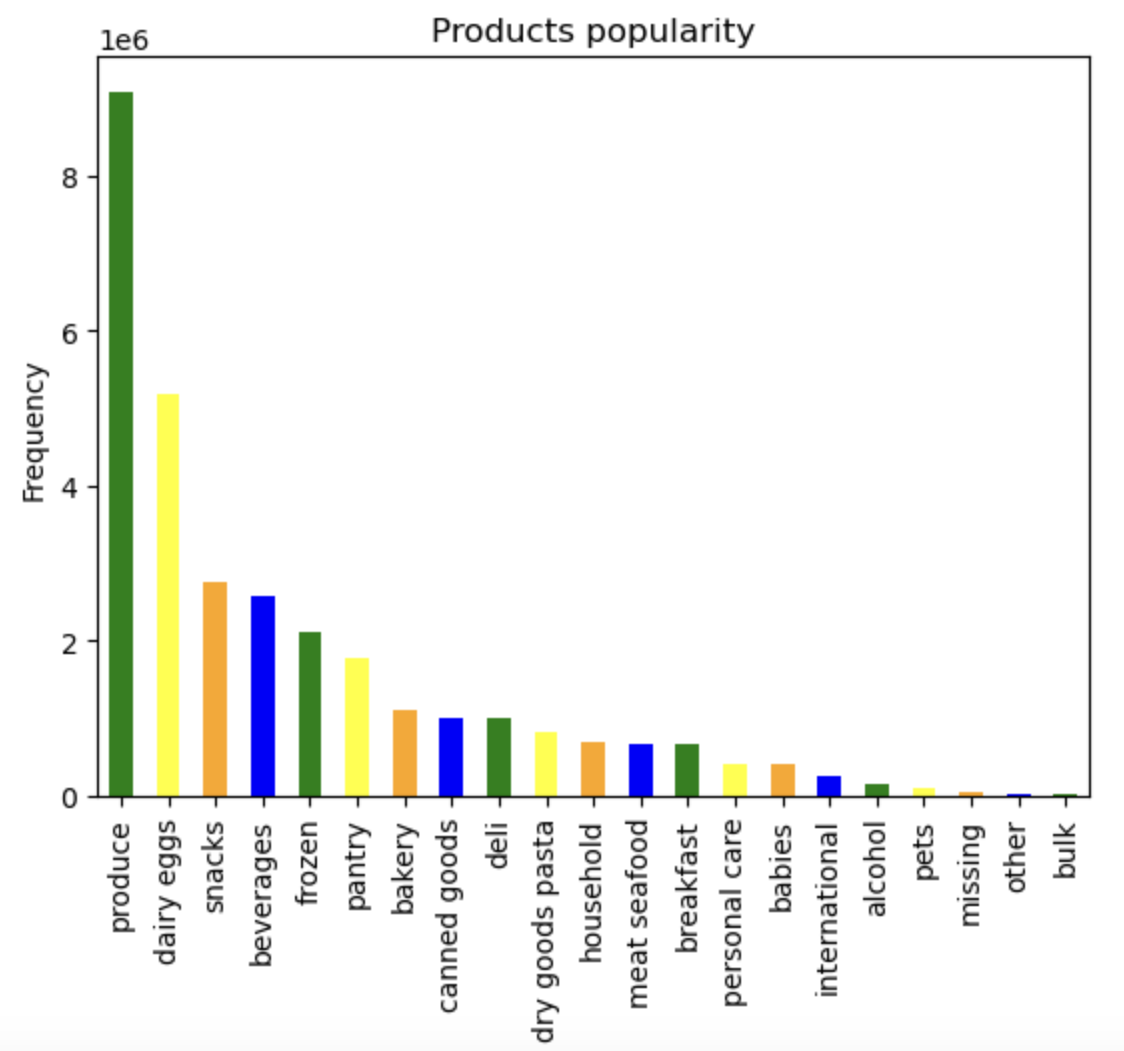 Products popularity
1e6
8
6
4
2
0
Frequency
produce
dairy eggs
snacks
beverages
frozen
pantry
bakery
canned goods
deli
dry goods pasta
household
meat seafood
breakfast
personal care
babies
international
alcohol
pets
missing
other
bulk